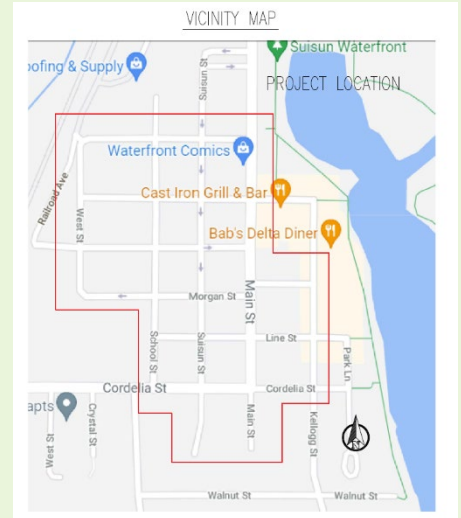 VICINITY MAP
Suisun Waterfront
oofing & Supply
Suisun St
PROJECT LOCATION
Waterfront Comics
Cast Iron Grill & Bar
Railroad Ave
West St
Bab's Delta Diner
Morgan St
Main St
School St
Suisun St
Line St
Park Ln
Cordelia St
Cordelia St
apts
Crystal St
West St
Main St
Kellogg St
Walnut St
Walnut St